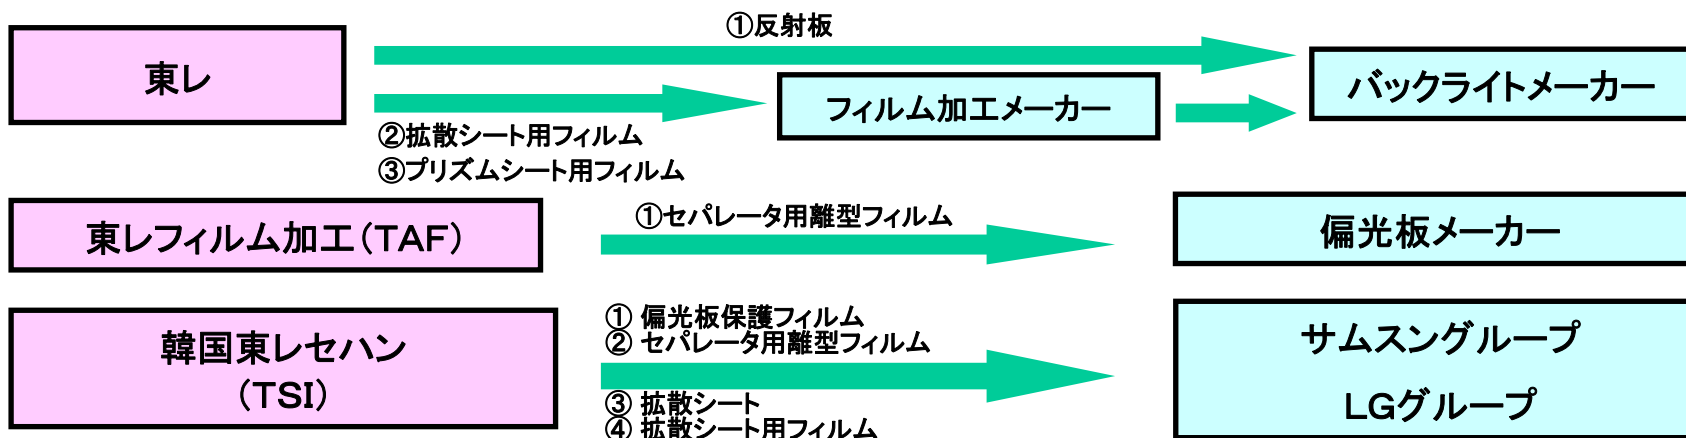 ①反射板
東レ
バックライトメーカー
フィルム加工メーカー
②拡散シート用フィルム
③プリズムシート用フィルム
①セパレータ用離型フィルム
東レフィルム加工(TAF)
偏光板メーカー
① 偏光板保護フィルム
② セパレータ用離型フィルム
韓国東レセハン
(TSI)
サムスングループ
LGグループ
③ 拡散シート
④ 拡散シート用フィルム